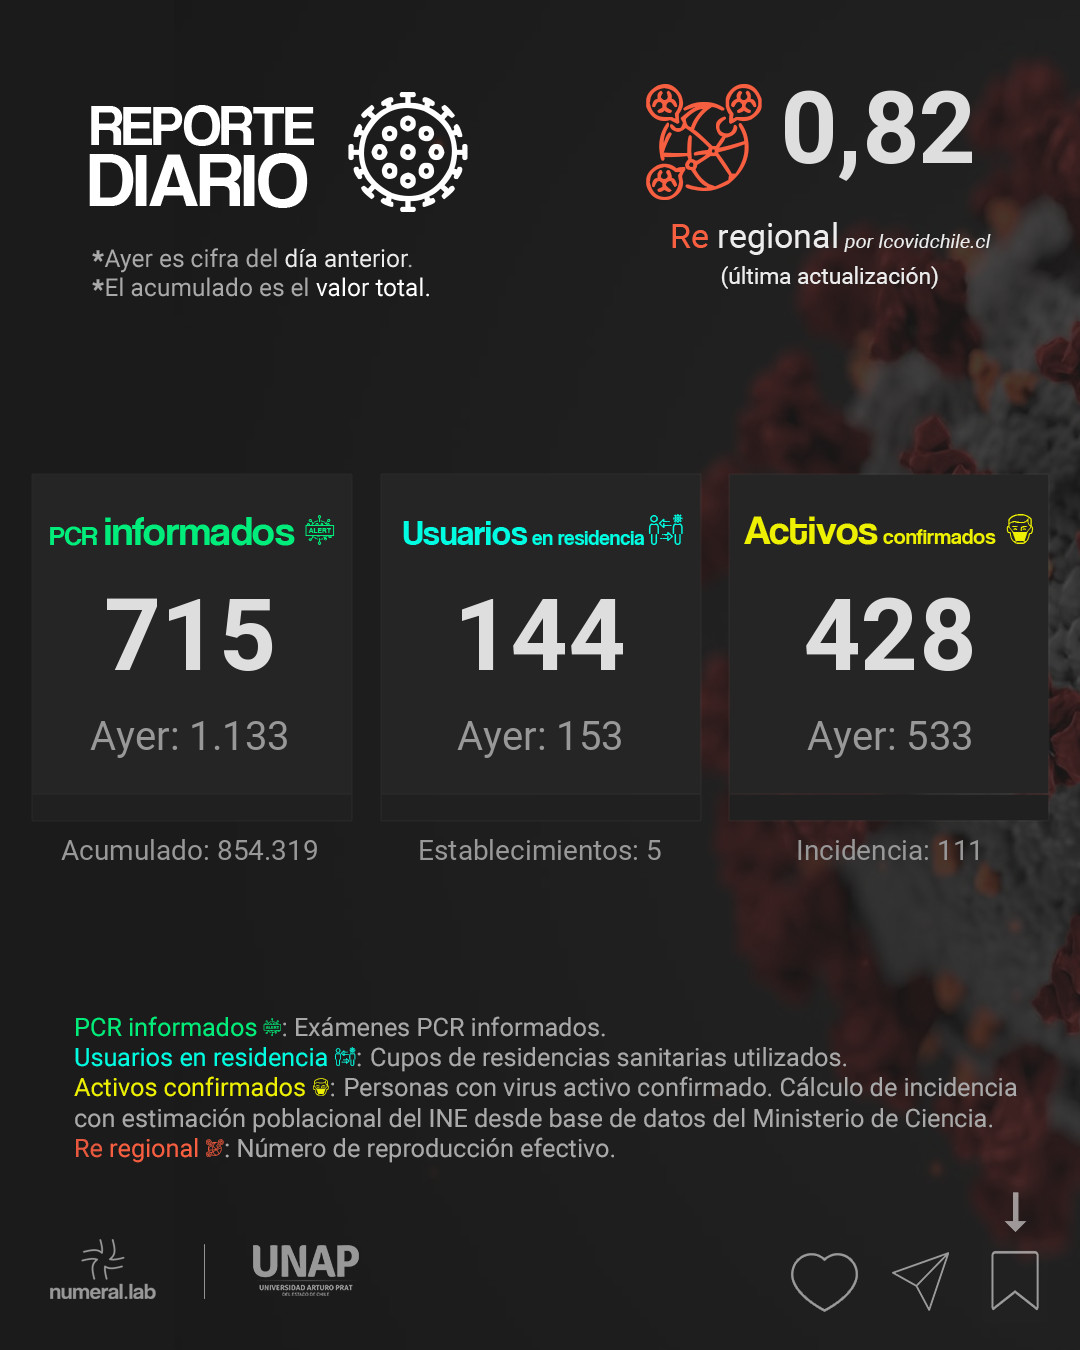 REPORTE
DIARIO
*Ayer es cifra del día anterior.
*El acumulado es el valor total.
0,82
Re regional por Icovidchile.cl
(última actualización)
PCR informados ALERT
715
Ayer: 1.133
Acumulado: 854.319
Usuarios en residencia
144
Ayer: 153
Establecimientos: 5
Activos confirmados
428
Ayer: 533
Incidencia: 111
PCR informados ALERT: Exámenes PCR informados.
Usuarios en residencia : Cupos de residencias sanitarias utilizados.
Activos confirmados : Personas con virus activo confirmado. Cálculo de incidencia
con estimación poblacional del INE desde base de datos del Ministerio de Ciencia.
Re regional : Número de reproducción efectivo.
numeral.lab
UNAP
UNIVERSIDAD ARTURO PRAT
DEL ESTADO DE CHILE